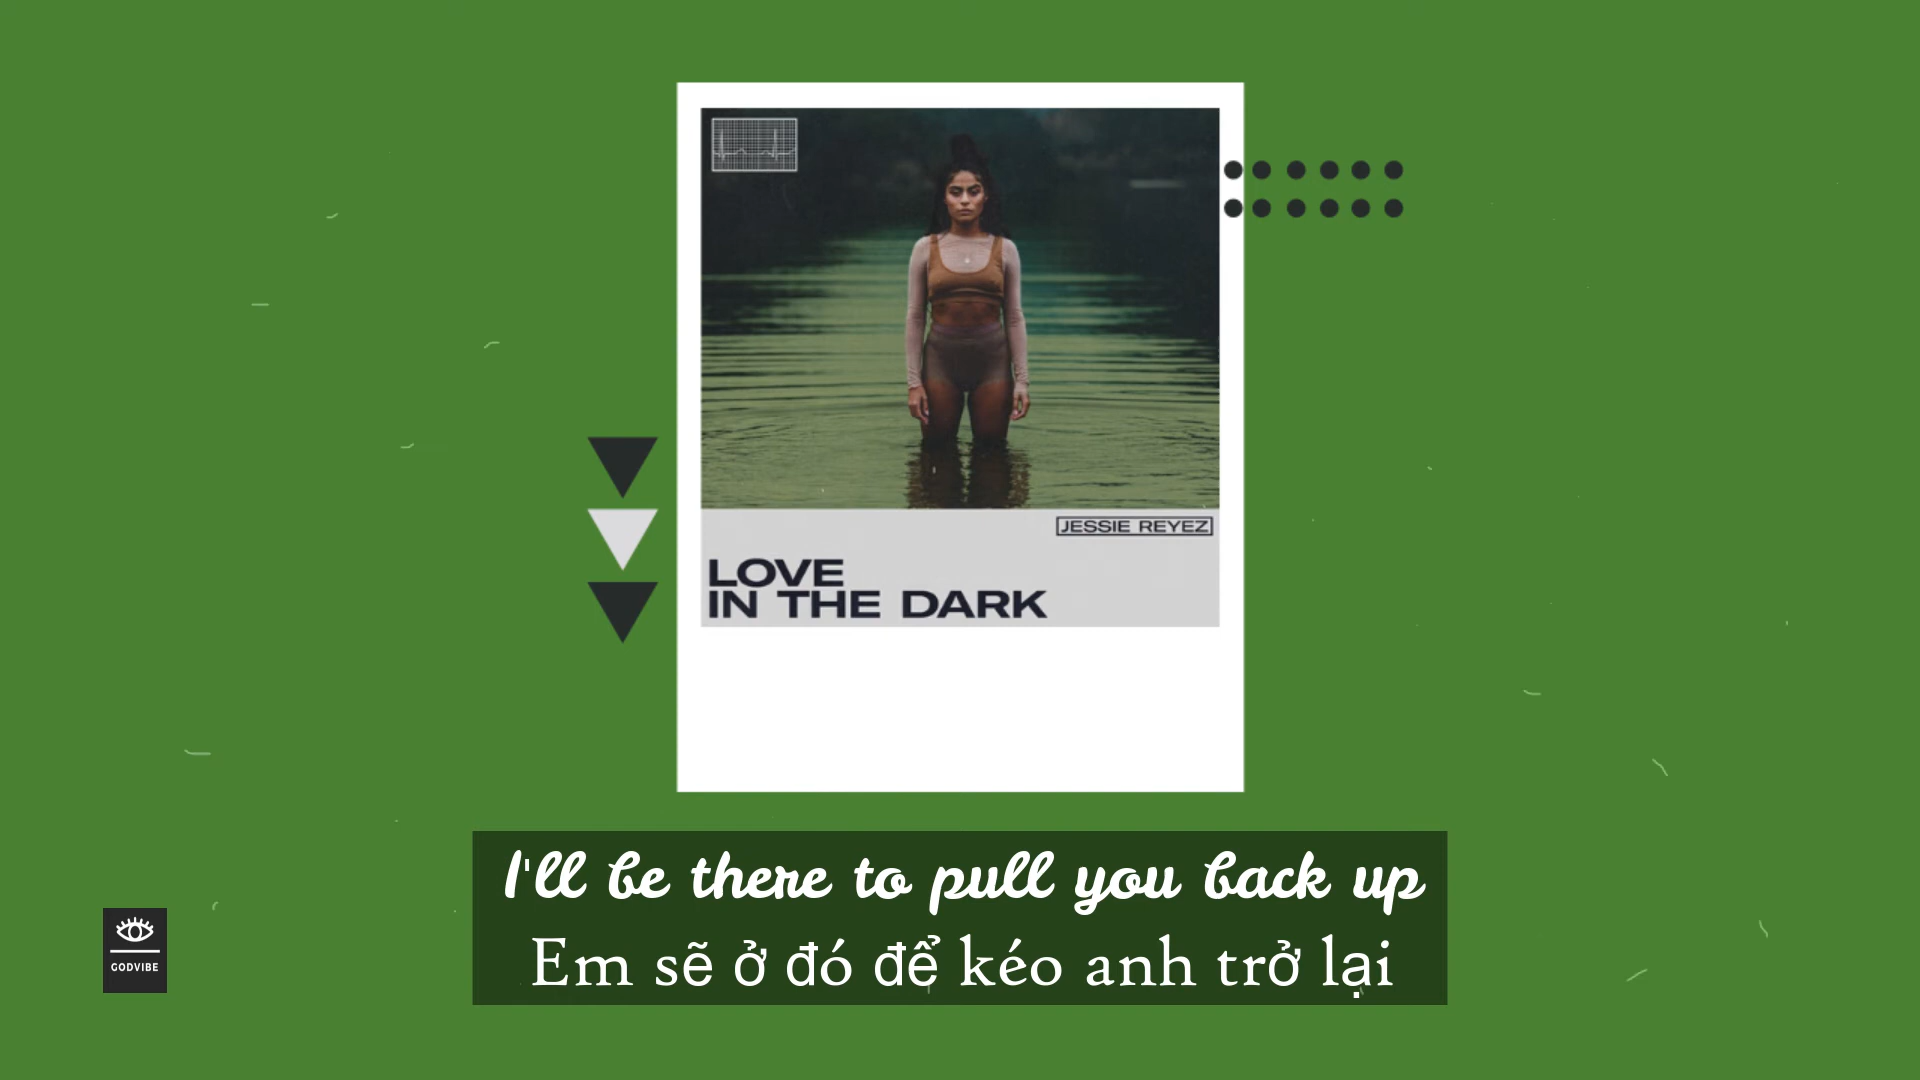 JESSIE REYEZ
LOVE
IN THE DARK
I'll be there to pull you back up
Em sẽ ở đó để kéo anh trở lại
GODVIBE